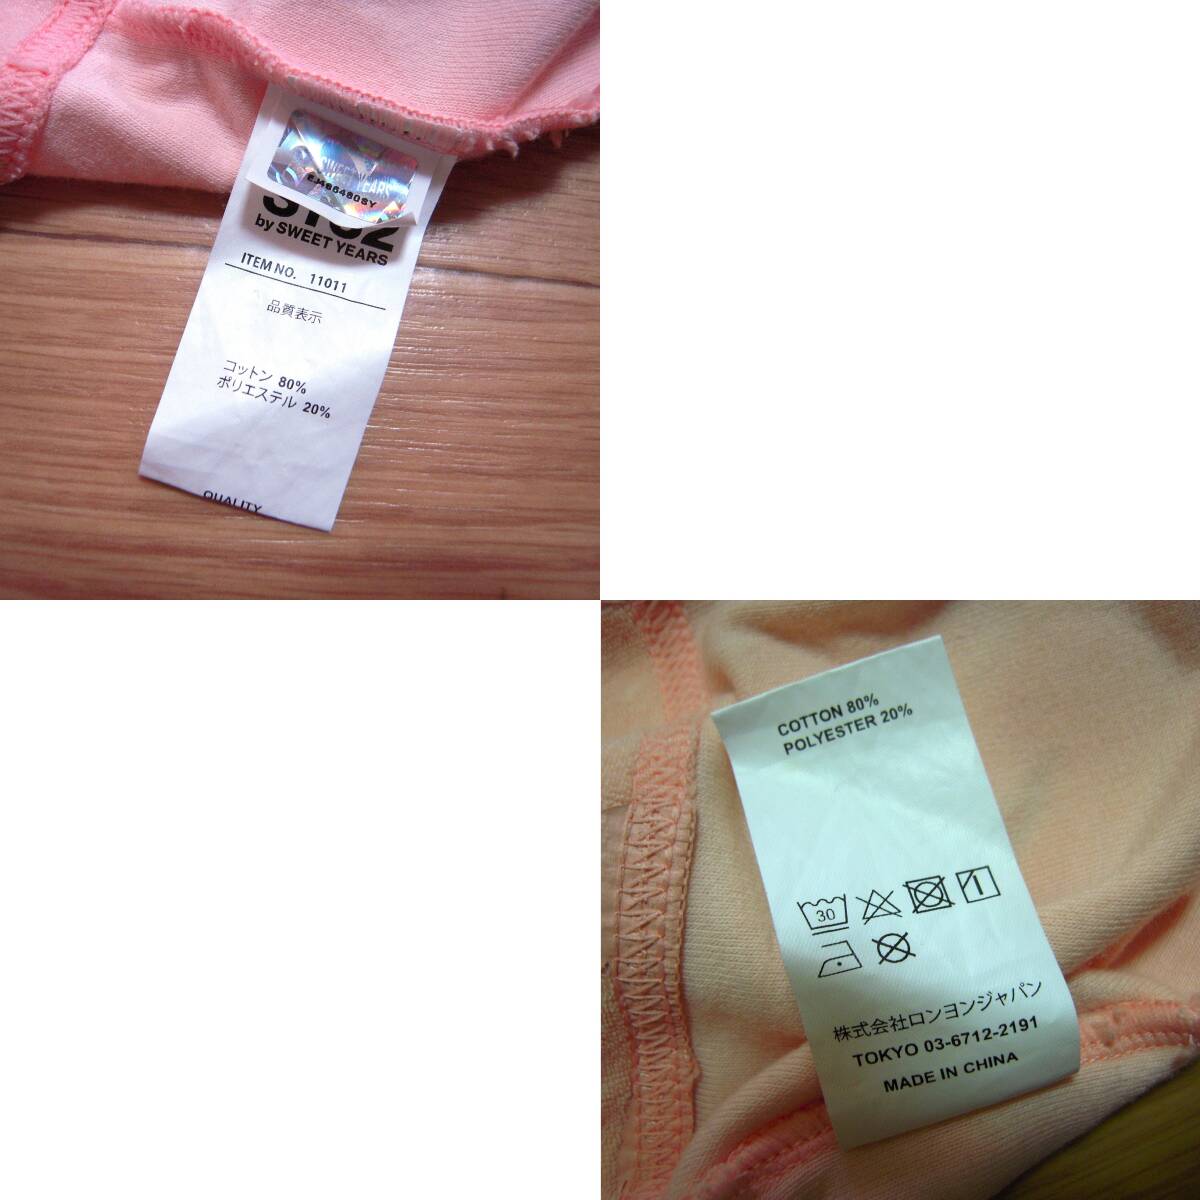 SWEET YEARS
by SWEET YEARS
ITEM NO. 11011
品質表示
コットン 80%
ポリエステル 20%
QUALITY
COTTON 80%
POLYESTER 20%
30
株式会社ロンヨンジャパン
TOKYO 03-6712-2191
MADE IN CHINA